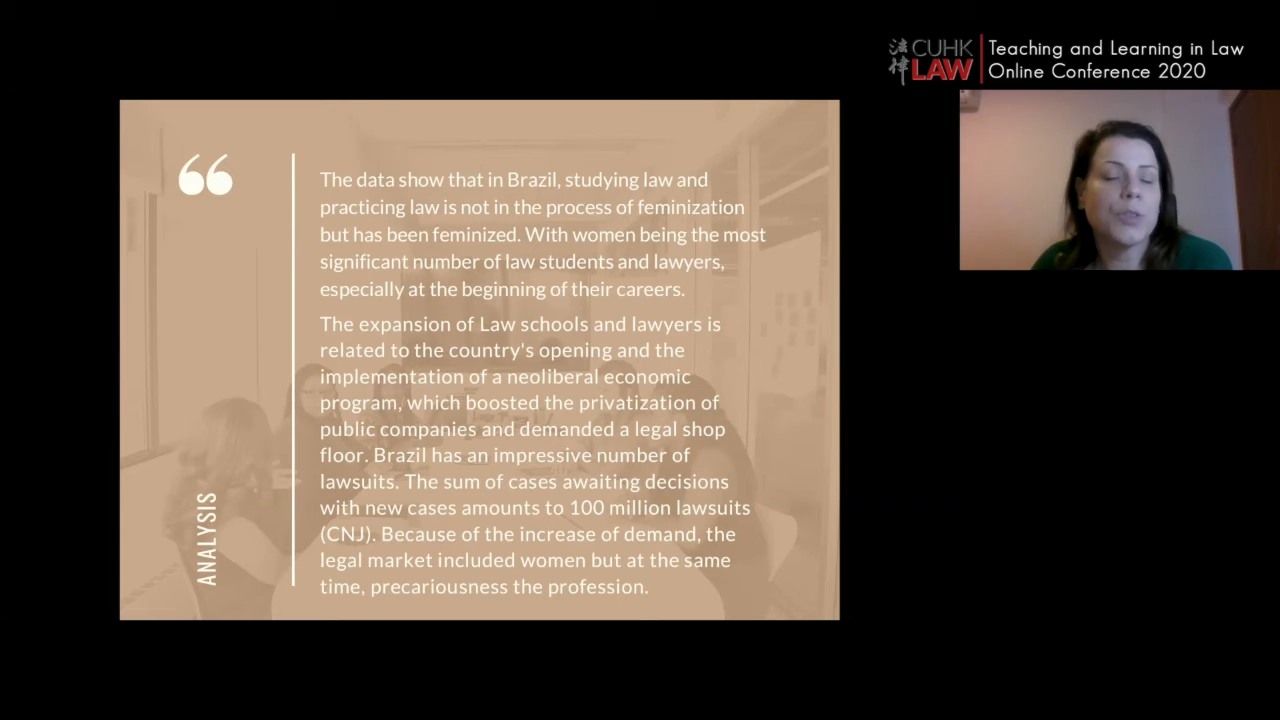 法律
CUHK
LAW
Teaching and Learning in Law
Online Conference 2020
“
The data show that in Brazil, studying law and
practicing law is not in the process of feminization
but has been feminized. With women being the most
significant number of law students and lawyers,
especially at the beginning of their careers.
The expansion of Law schools and lawyers is
related to the country's opening and the
implementation of a neoliberal economic
program, which boosted the privatization of
public companies and demanded a legal shop
floor. Brazil has an impressive number of
lawsuits. The sum of cases awaiting decisions
with new cases amounts to 100 million lawsuits
(CNJ). Because of the increase of demand, the
legal market included women but at the same
time, precariousness the profession.
ANALYSIS